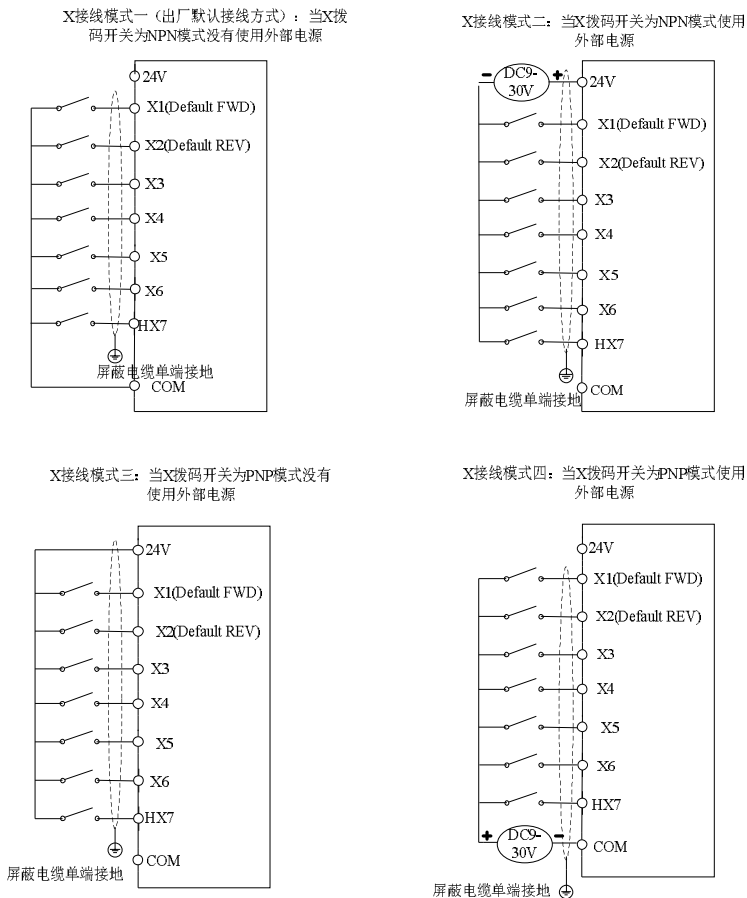 X接线模式一（出厂默认接线方式）：当X拨
码开关为NPN模式没有使用外部电源
24V
X1(Default FWD)
X2(Default REV)
X3
X4
X5
X6
HX7
屏蔽电缆单端接地
COM
X接线模式二：当X拨码开关为NPN模式使用
外部电源
- DC9- +
30V
24V
X1(Default FWD)
X2(Default REV)
X3
X4
X5
X6
HX7
屏蔽电缆单端接地
COM
X接线模式三：当X拨码开关为PNP模式没有
使用外部电源
24V
X1(Default FWD)
X2(Default REV)
X3
X4
X5
X6
HX7
COM
屏蔽电缆单端接地
X接线模式四：当X拨码开关为PNP模式使用
外部电源
24V
X1(Default FWD)
X2(Default REV)
X3
X4
X5
X6
HX7
+ DC9- -
30V
COM
屏蔽电缆单端接地